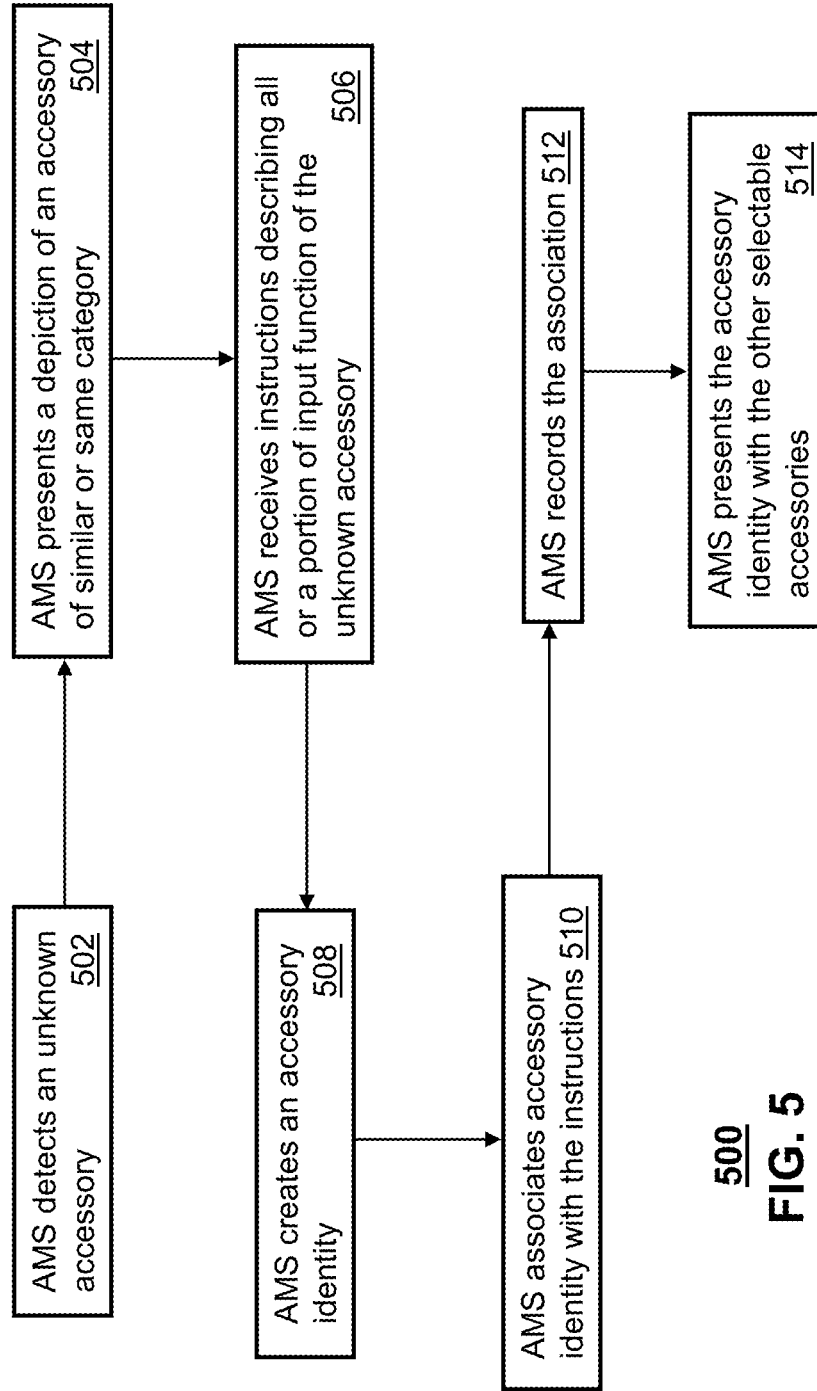 AMS detects an unknown
accessory 502
AMS presents a depiction of an accessory
of similar or same category 504
AMS receives instructions describing all
or a portion of input function of the
unknown accessory 506
AMS creates an accessory
identity 508
AMS associates accessory
identity with the instructions 510
AMS records the association 512
AMS presents the accessory
identity with the other selectable
accessories 514
500
FIG. 5